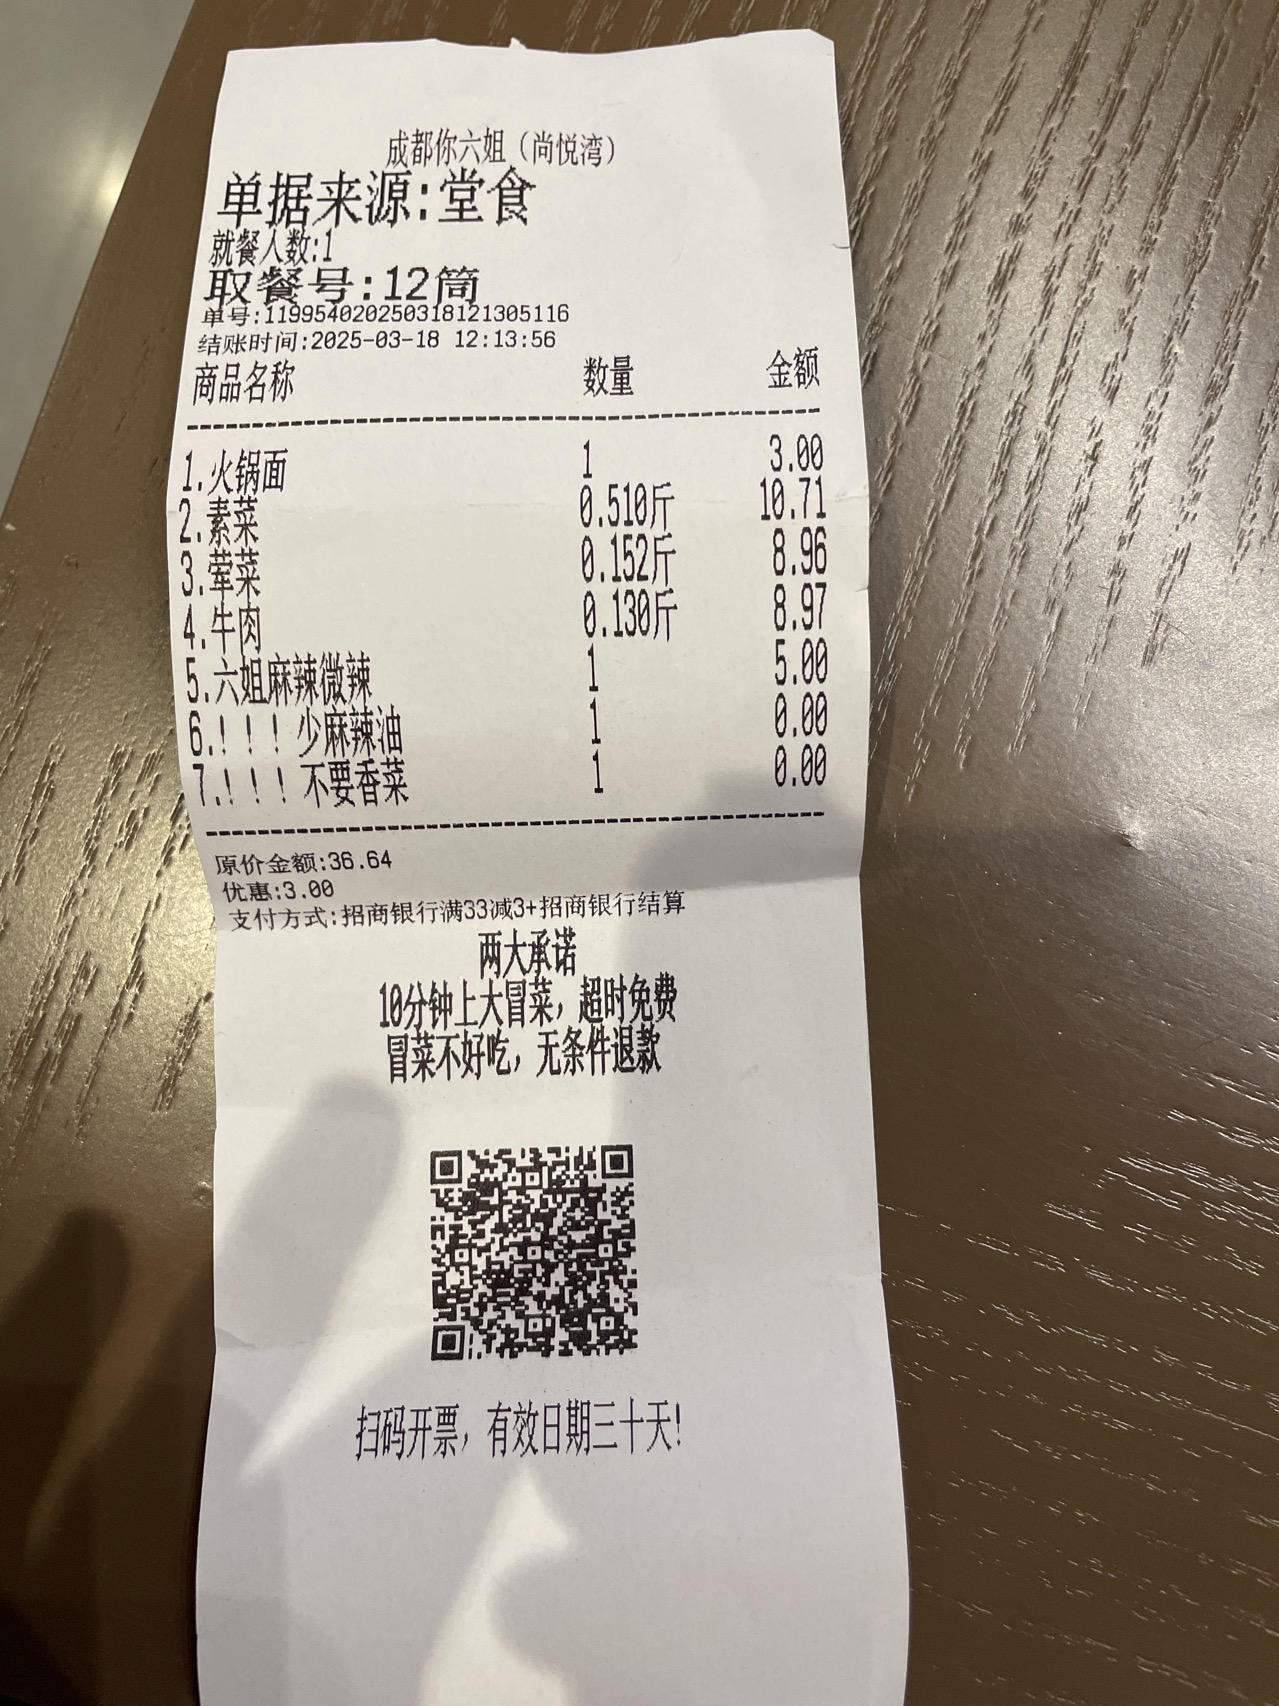 成都你六姐（尚悦湾）
单据来源:堂食
就餐人数:1
取餐号:12筒
单号:119954020250318121305116
结账时间:2025-03-18 12:13:56
商品名称 数量 金额
1.火锅面 1 3.00
2.素菜 0.510斤 10.71
3.荤菜 0.152斤 8.96
4.牛肉 0.130斤 8.97
5.六姐麻辣微辣 1 5.00
6.！！！少麻辣油 1 0.00
7.！！！不要香菜 1 0.00
原价金额:36.64
优惠:3.00
支付方式:招商银行满33减3+招商银行结算
两大承诺
10分钟上大冒菜，超时免费
冒菜不好吃，无条件退款
扫码开票，有效日期三十天!